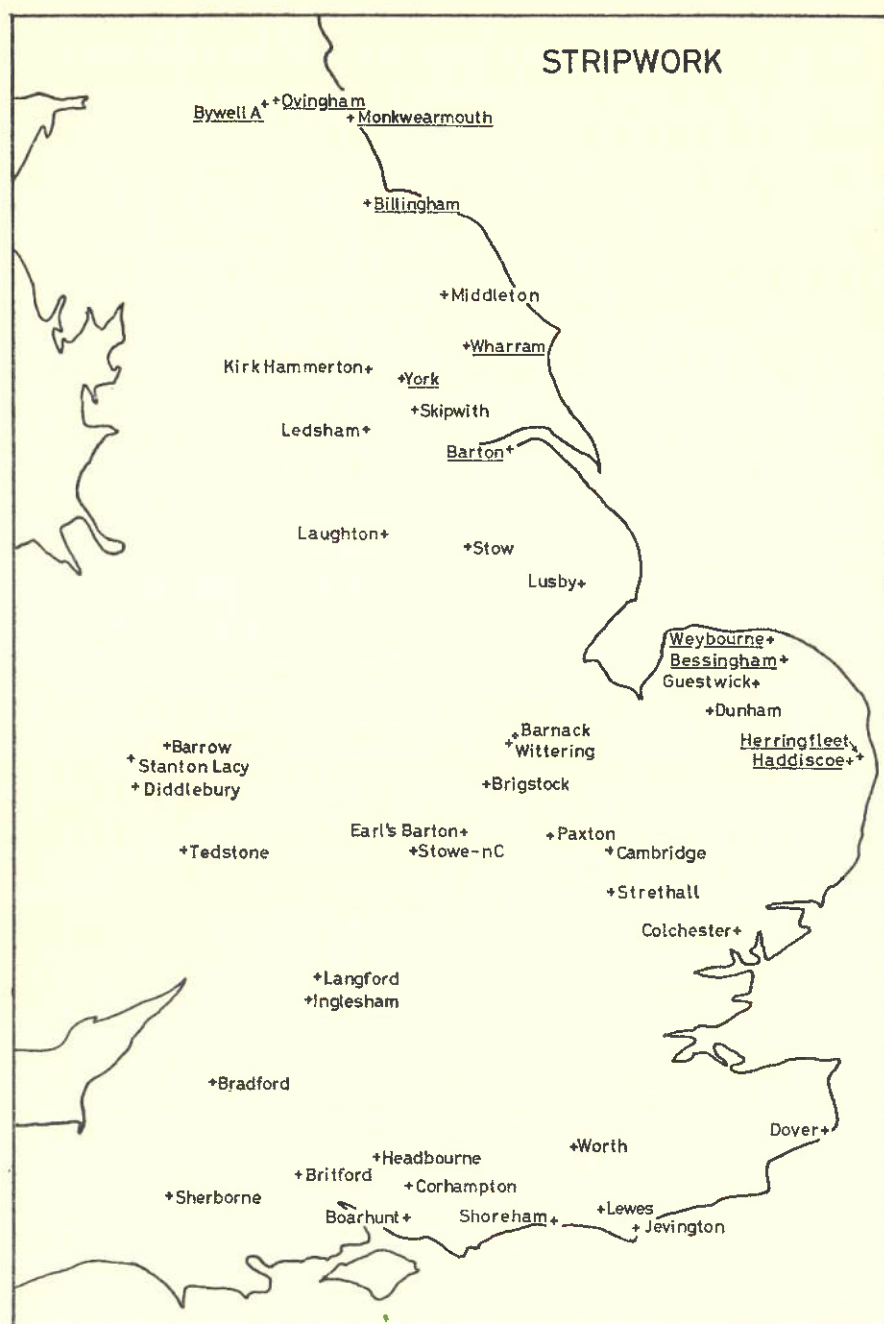 STRIPWORK
Bywell A
Ovingham
Monkwearmouth
Billingham
Middleton
Wharram
Kirk Hammerton
York
Skipwith
Ledsham
Barton
Laughton
Stow
Lusby
Weybourne
Bessingham
Guestwick
Dunham
Barnack
Wittering
Herringfleet
Haddiscoe
Barrow
Stanton Lacy
Diddlebury
Brigstock
Earl's Barton
Paxton
Tedstone
Stowe-nC
Cambridge
Strethall
Colchester
Langford
Inglesham
Bradford
Dover
Worth
Headbourne
Britford
Corhampton
Sherborne
Boarhunt
Shoreham
Lewes
Jevington